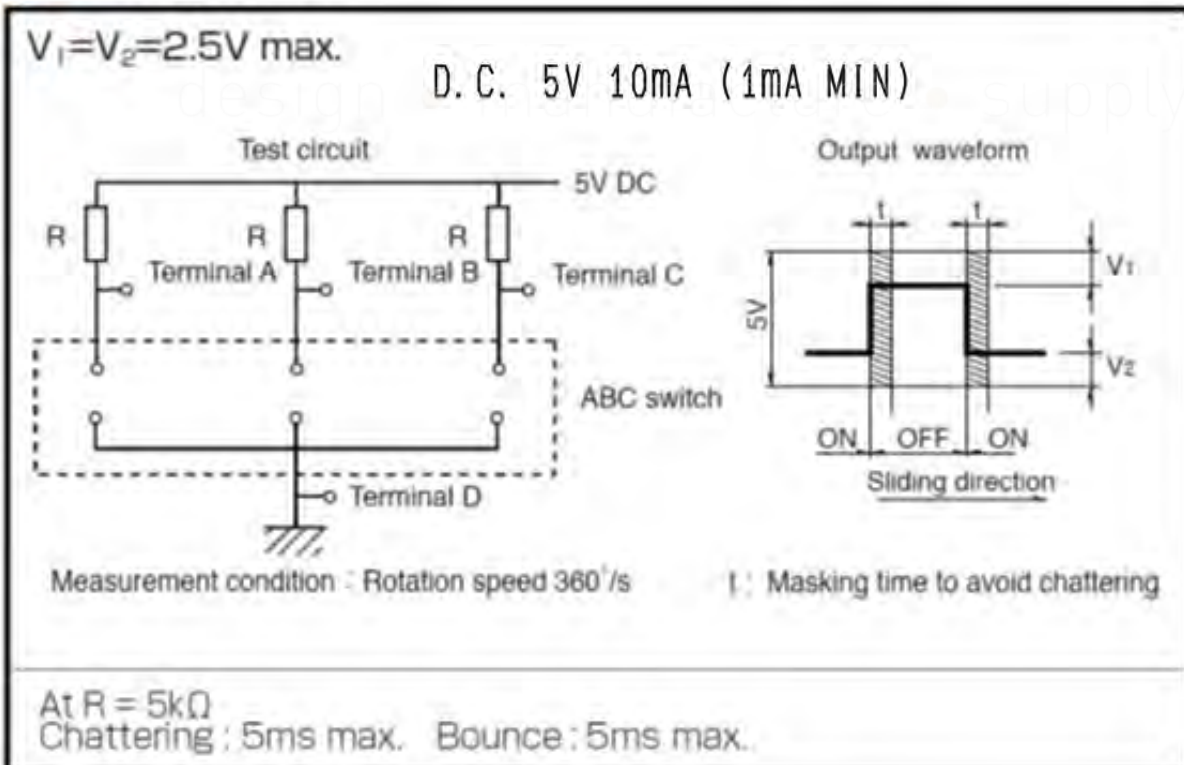 V₁=V₂=2.5V max.
design supply
D.C. 5V 10mA (1mA MIN)
Test circuit
5V DC
R
R
R
Terminal A
Terminal B
Terminal C
ABC switch
Terminal D
Output waveform
t
t
5V
V₁
V₂
ON
OFF
ON
Sliding direction
Measurement condition : Rotation speed 360°/s
t : Masking time to avoid chattering
At R = 5kΩ
Chattering : 5ms max. Bounce : 5ms max.